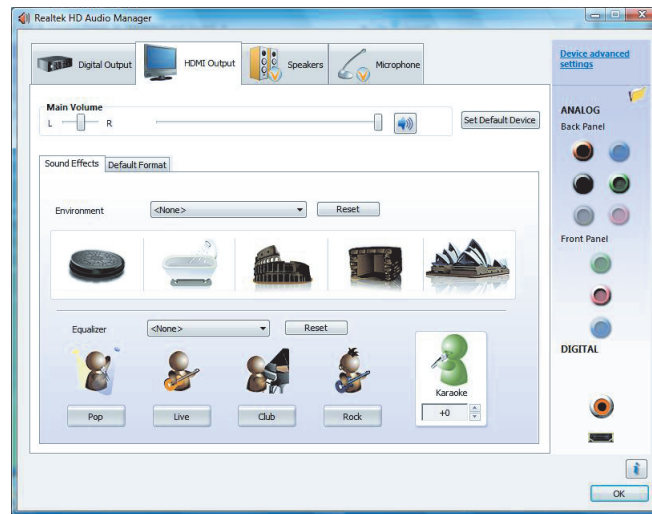 Realtek HD Audio Manager
Digital Output
HDMI Output
Speakers
Microphone
Device advanced
settings
Main Volume
L
R
Set Default Device
ANALOG
Back Panel
Sound Effects
Default Format
Environment
<None>
Reset
Front Panel
Equalizer
<None>
Reset
DIGITAL
Karaoke
Pop
Live
Club
Rock
+0
OK